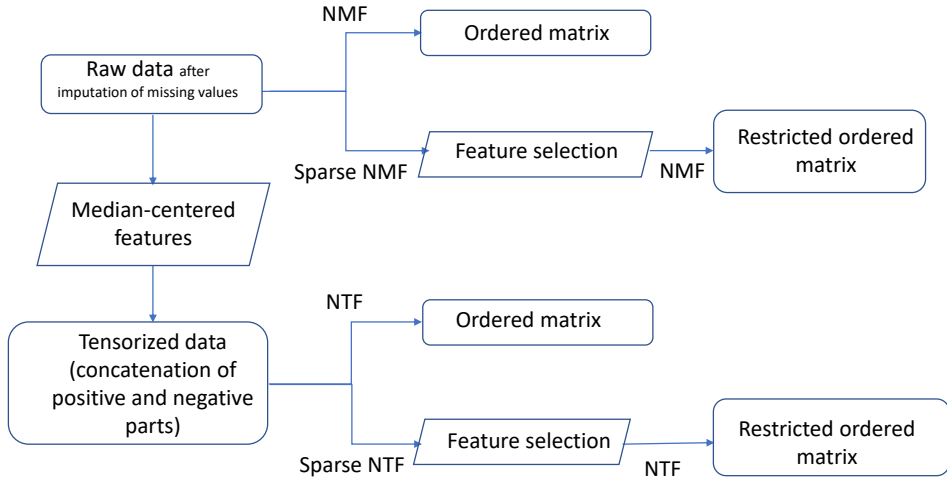 NMF
Ordered matrix
Raw data after
imputation of missing values
Sparse NMF
Feature selection
NMF
Restricted ordered
matrix
Median-centered
features
NTF
Ordered matrix
Tensorized data
(concatenation of
positive and negative
parts)
Sparse NTF
Feature selection
NTF
Restricted ordered
matrix